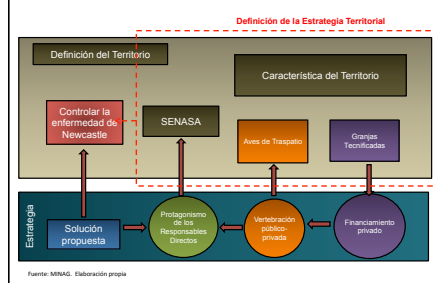 Definición de la Estrategia Territorial
Definición del Territorio
Característica del Territorio
Controlar la
enfermedad de
Newcastle
SENASA
Aves de Traspatio
Granjas
Tecnificadas
Estrategia
Solución
propuesta
Protagonismo
de los
Responsables
Directos
Vertebración
público-
privada
Financiamiento
privado
Fuente: MINAG. Elaboración propia